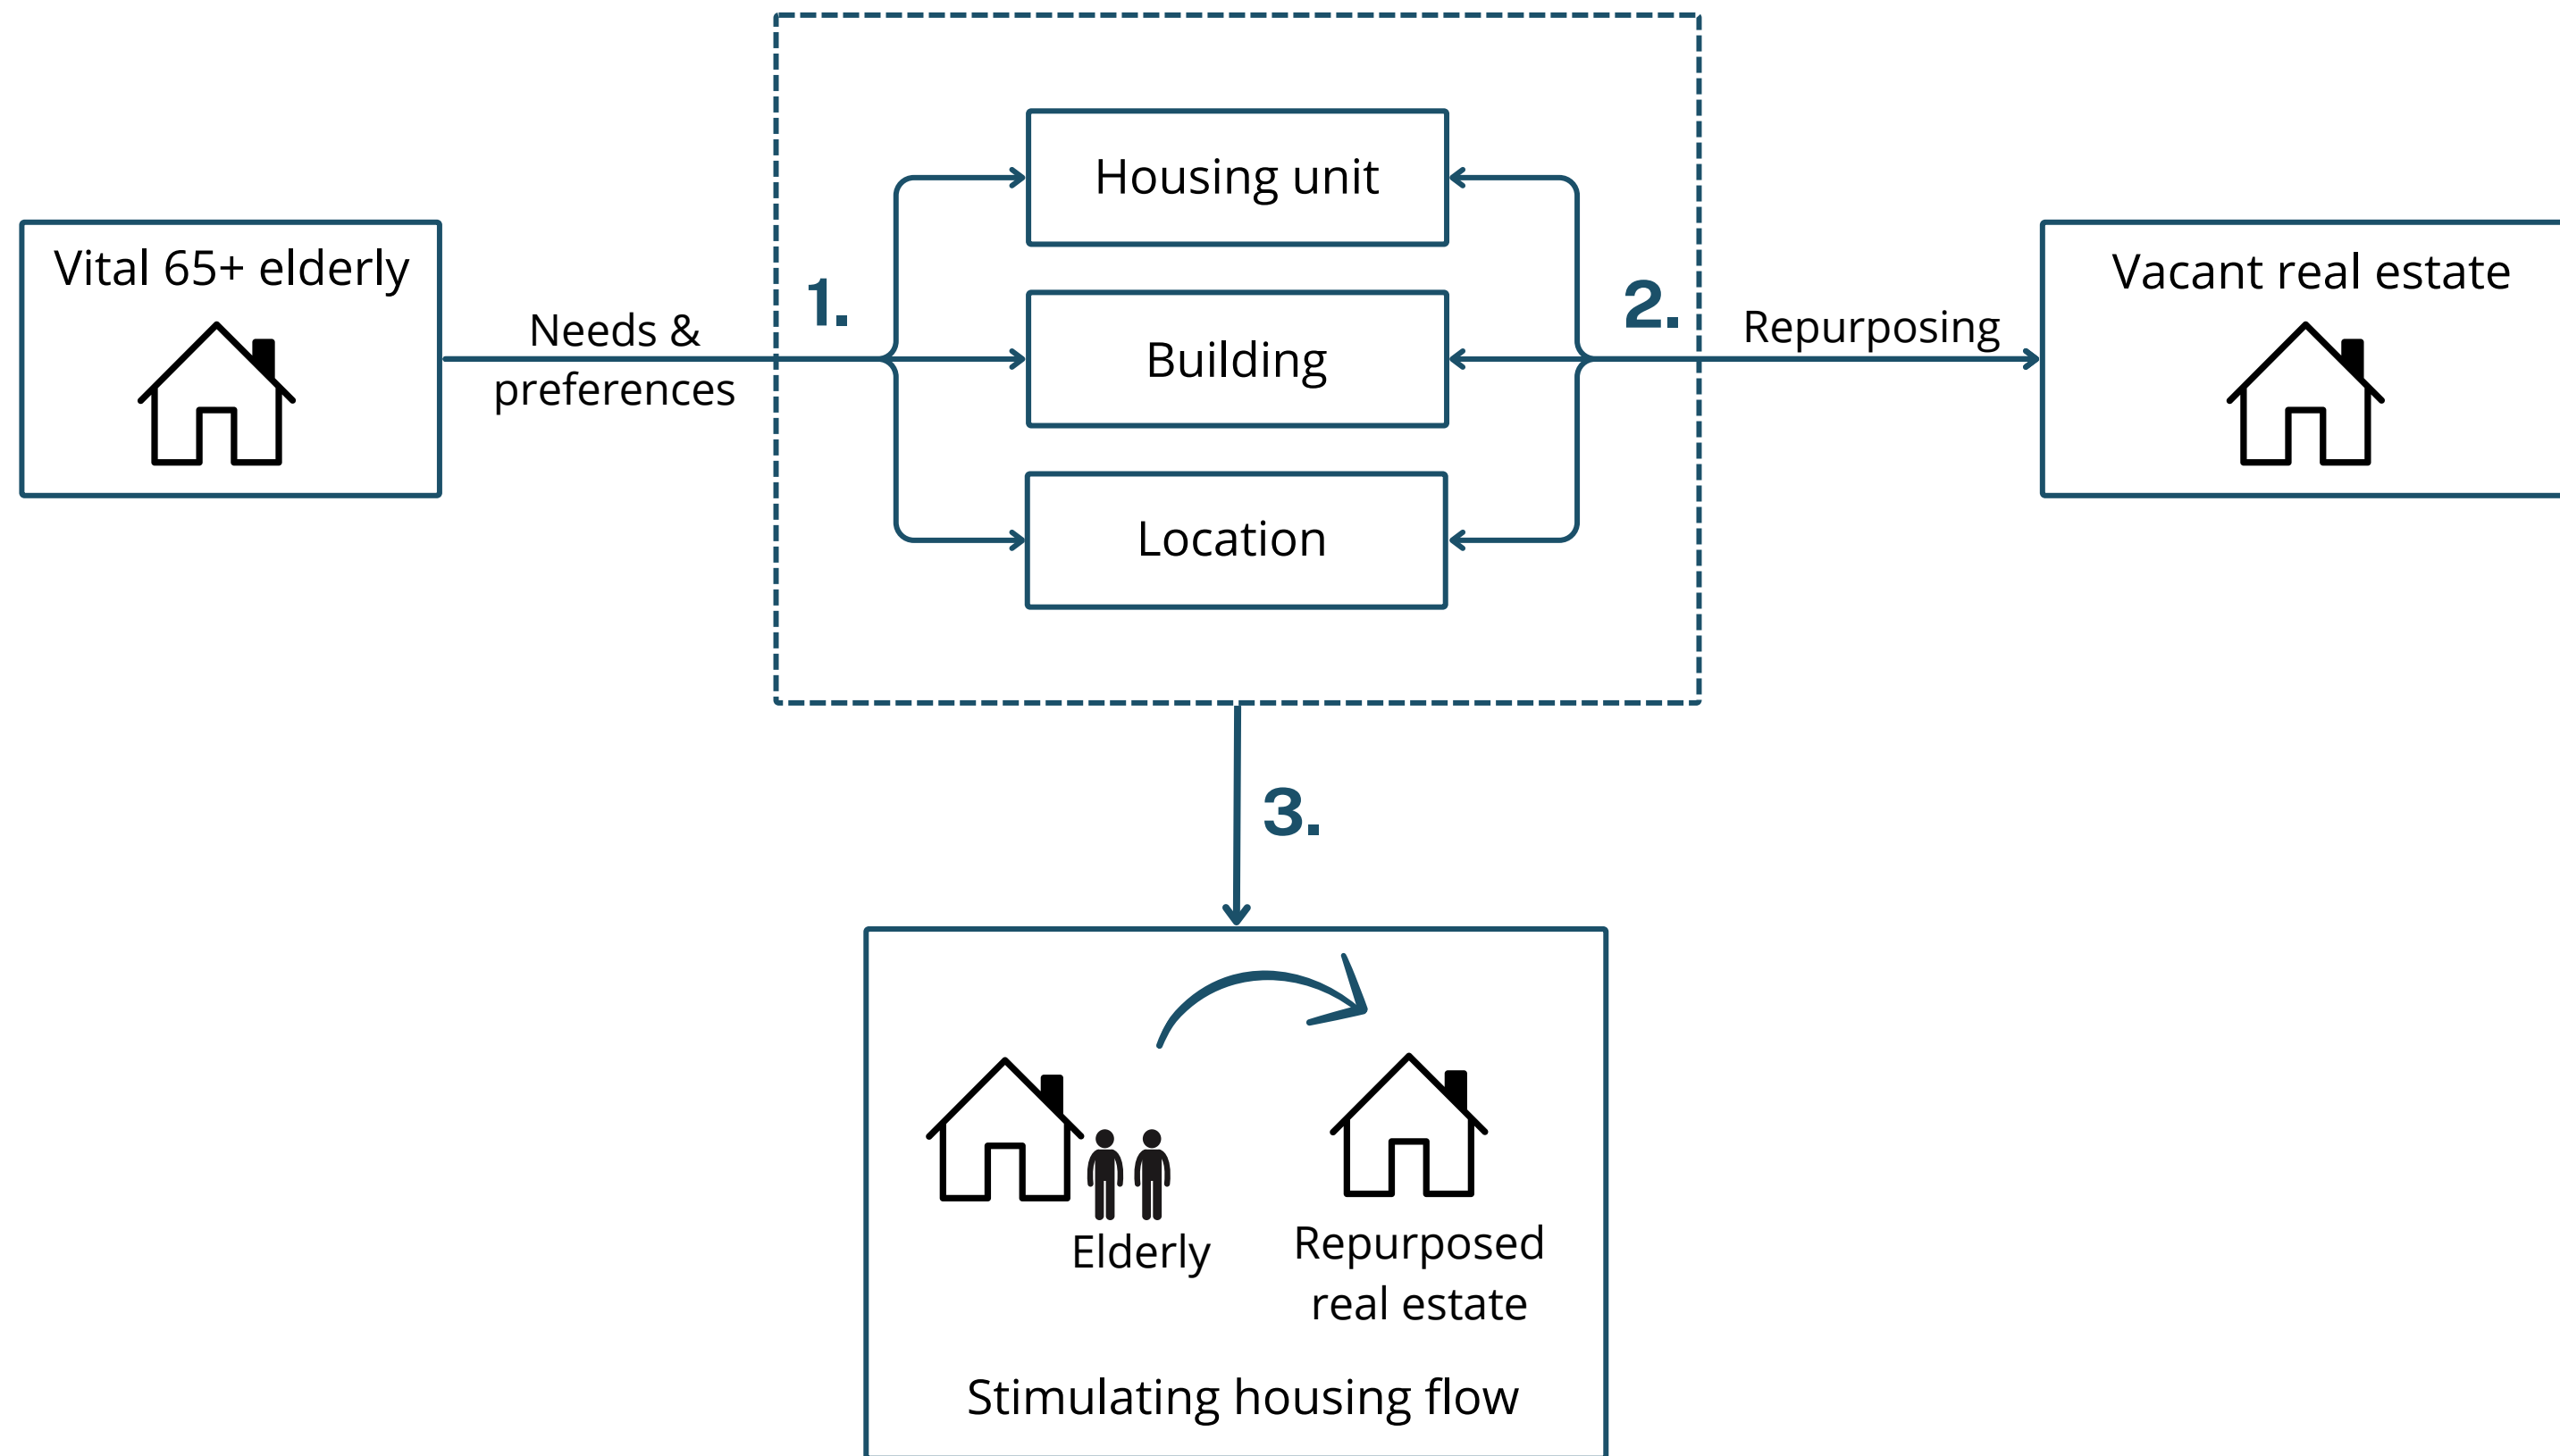 Housing unit
Vital 65+ elderly
Vacant real estate
1.
2.
Needs &
preferences
Repurposing
Building
Location
3.
Elderly
Repurposed
real estate
Stimulating housing flow